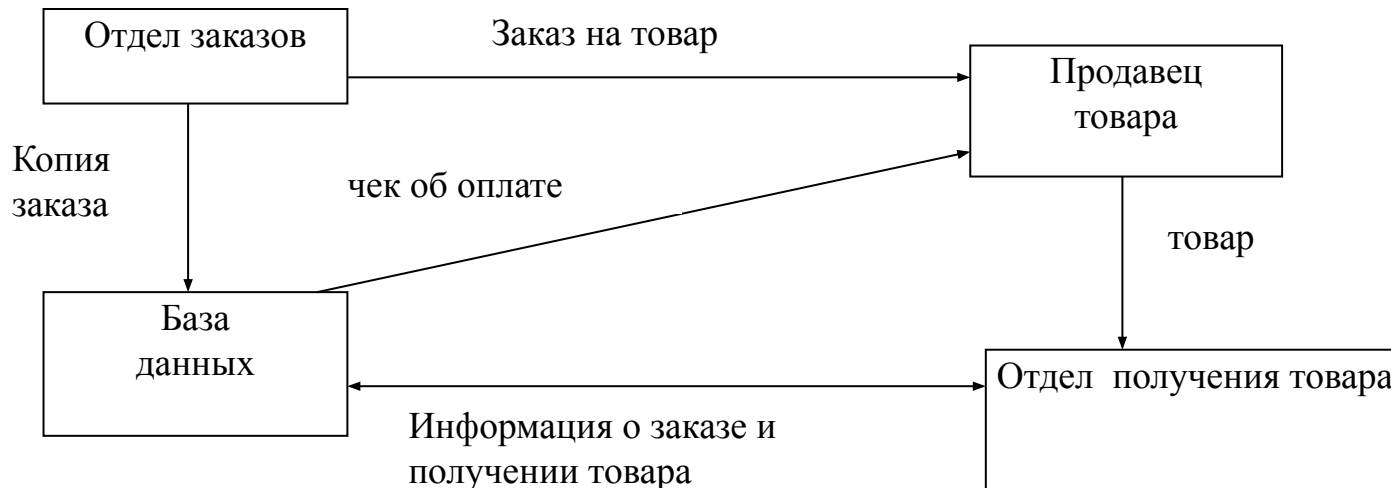 Отдел заказов
Заказ на товар
Продавец
товара
Копия
заказа
чек об оплате
товар
База
данных
Отдел  получения товара
Информация о заказе и
получении товара